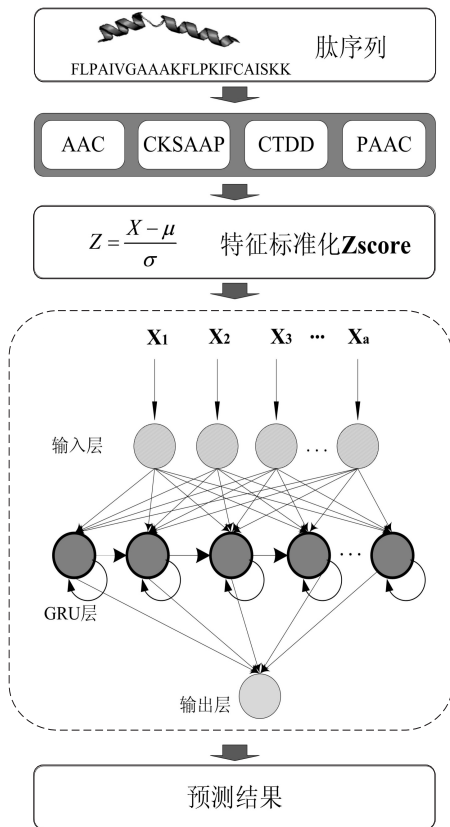 肽序列
FLPAIVGAAAKFLPKIFCAISKK
AAC CKSAAP CTDD PAAC
Z = (X − μ) / σ 特征标准化Zscore
X1 X2 X3 ··· Xa
输入层 ...
...
GRU层
输出层
预测结果